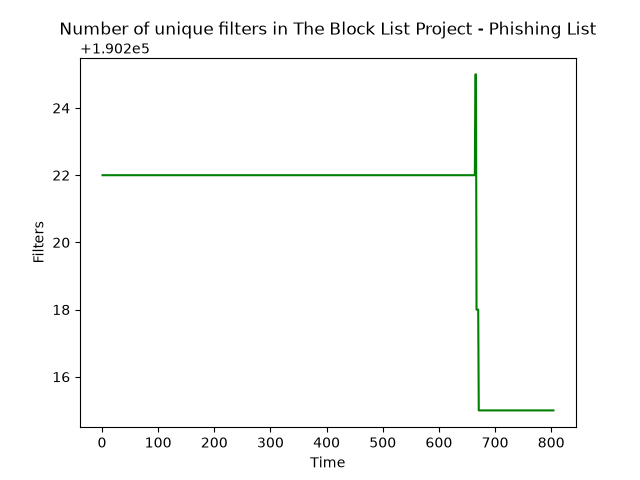 Number of unique filters in The Block List Project - Phishing List
+1.902e5
24
22
20
18
16
Filters
0 100 200 300 400 500 600 700 800
Time